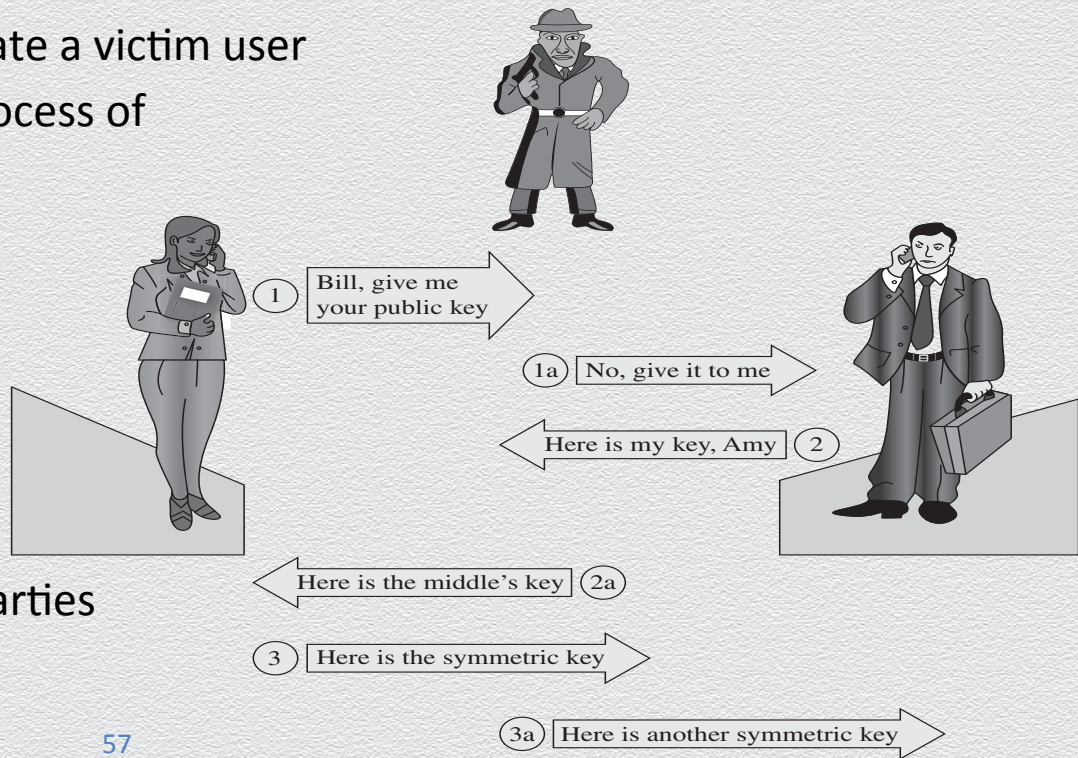 ate a victim user
ocess of
1 Bill, give me
your public key
1a No, give it to me
Here is my key, Amy 2
Here is the middle's key 2a
arties
3 Here is the symmetric key
3a Here is another symmetric key
57